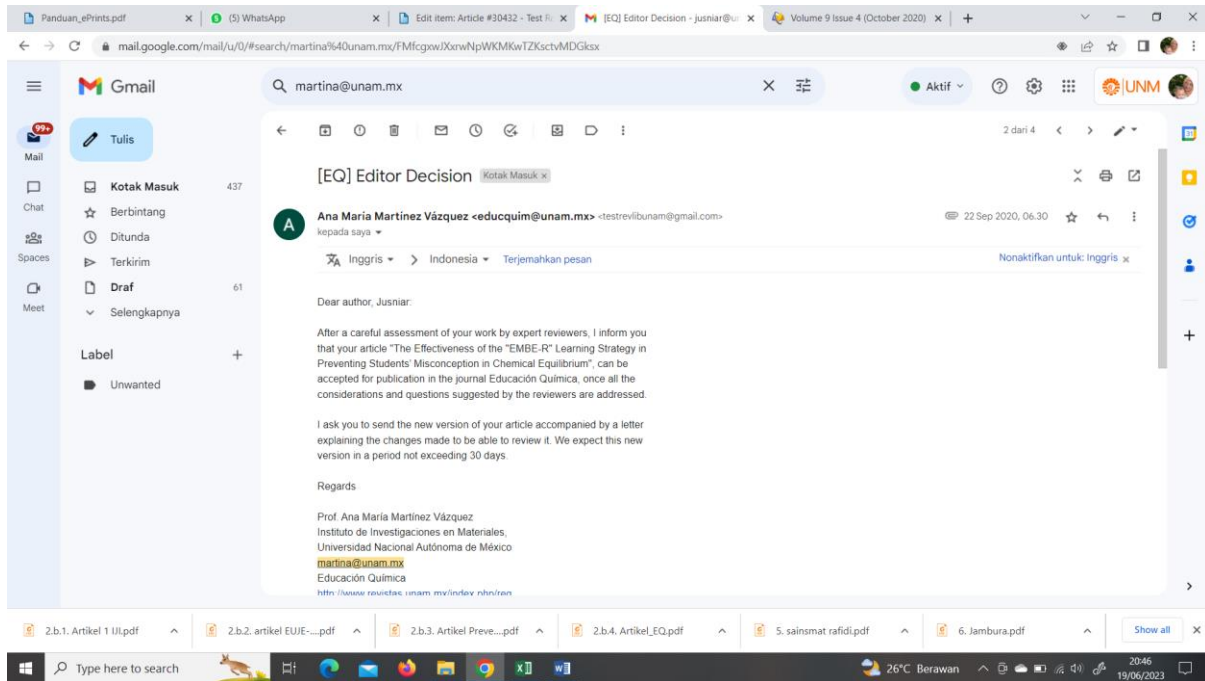 Panduan_ePrints.pdf
(5) WhatsApp
Edit item: Article #30432 - Test R
[EQ] Editor Decision - jusniar@u
Volume 9 Issue 4 (October 2020)
mail.google.com/mail/u/0/#search/martina%40unam.mx/FMfcgxwJXxrwNpWKMKwTZKsctvMDGksx
Gmail
martina@unam.mx
Aktif
UNM
99+
Mail
Chat
Spaces
Meet
Tulis
Kotak Masuk 437
Berbintang
Ditunda
Terkirim
Draf 61
Selengkapnya
Label
Unwanted
2 dari 4
[EQ] Editor Decision Kotak Masuk
A
Ana María Martínez Vázquez <educquim@unam.mx> <testrevlibunam@gmail.com>
22 Sep 2020, 06.30
kepada saya
Inggris > Indonesia Terjemahkan pesan
Nonaktifkan untuk: Inggris
Dear author, Jusniar:
After a careful assessment of your work by expert reviewers, I inform you
that your article "The Effectiveness of the "EMBE-R" Learning Strategy in
Preventing Students' Misconception in Chemical Equilibrium", can be
accepted for publication in the journal Educación Química, once all the
considerations and questions suggested by the reviewers are addressed.
I ask you to send the new version of your article accompanied by a letter
explaining the changes made to be able to review it. We expect this new
version in a period not exceeding 30 days.
Regards
Prof. Ana María Martínez Vázquez
Instituto de Investigaciones en Materiales,
Universidad Nacional Autónoma de México
martina@unam.mx
Educación Química
http://www.revistas.unam.mx/index.php/req
2.b.1. Artikel 1 IJI.pdf
2.b.2. artikel EUJE-....pdf
2.b.3. Artikel Preve....pdf
2.b.4. Artikel_EQ.pdf
5. sainsmat rafidi.pdf
6. Jambura.pdf
Show all
Type here to search
26°C Berawan
20:46
19/06/2023